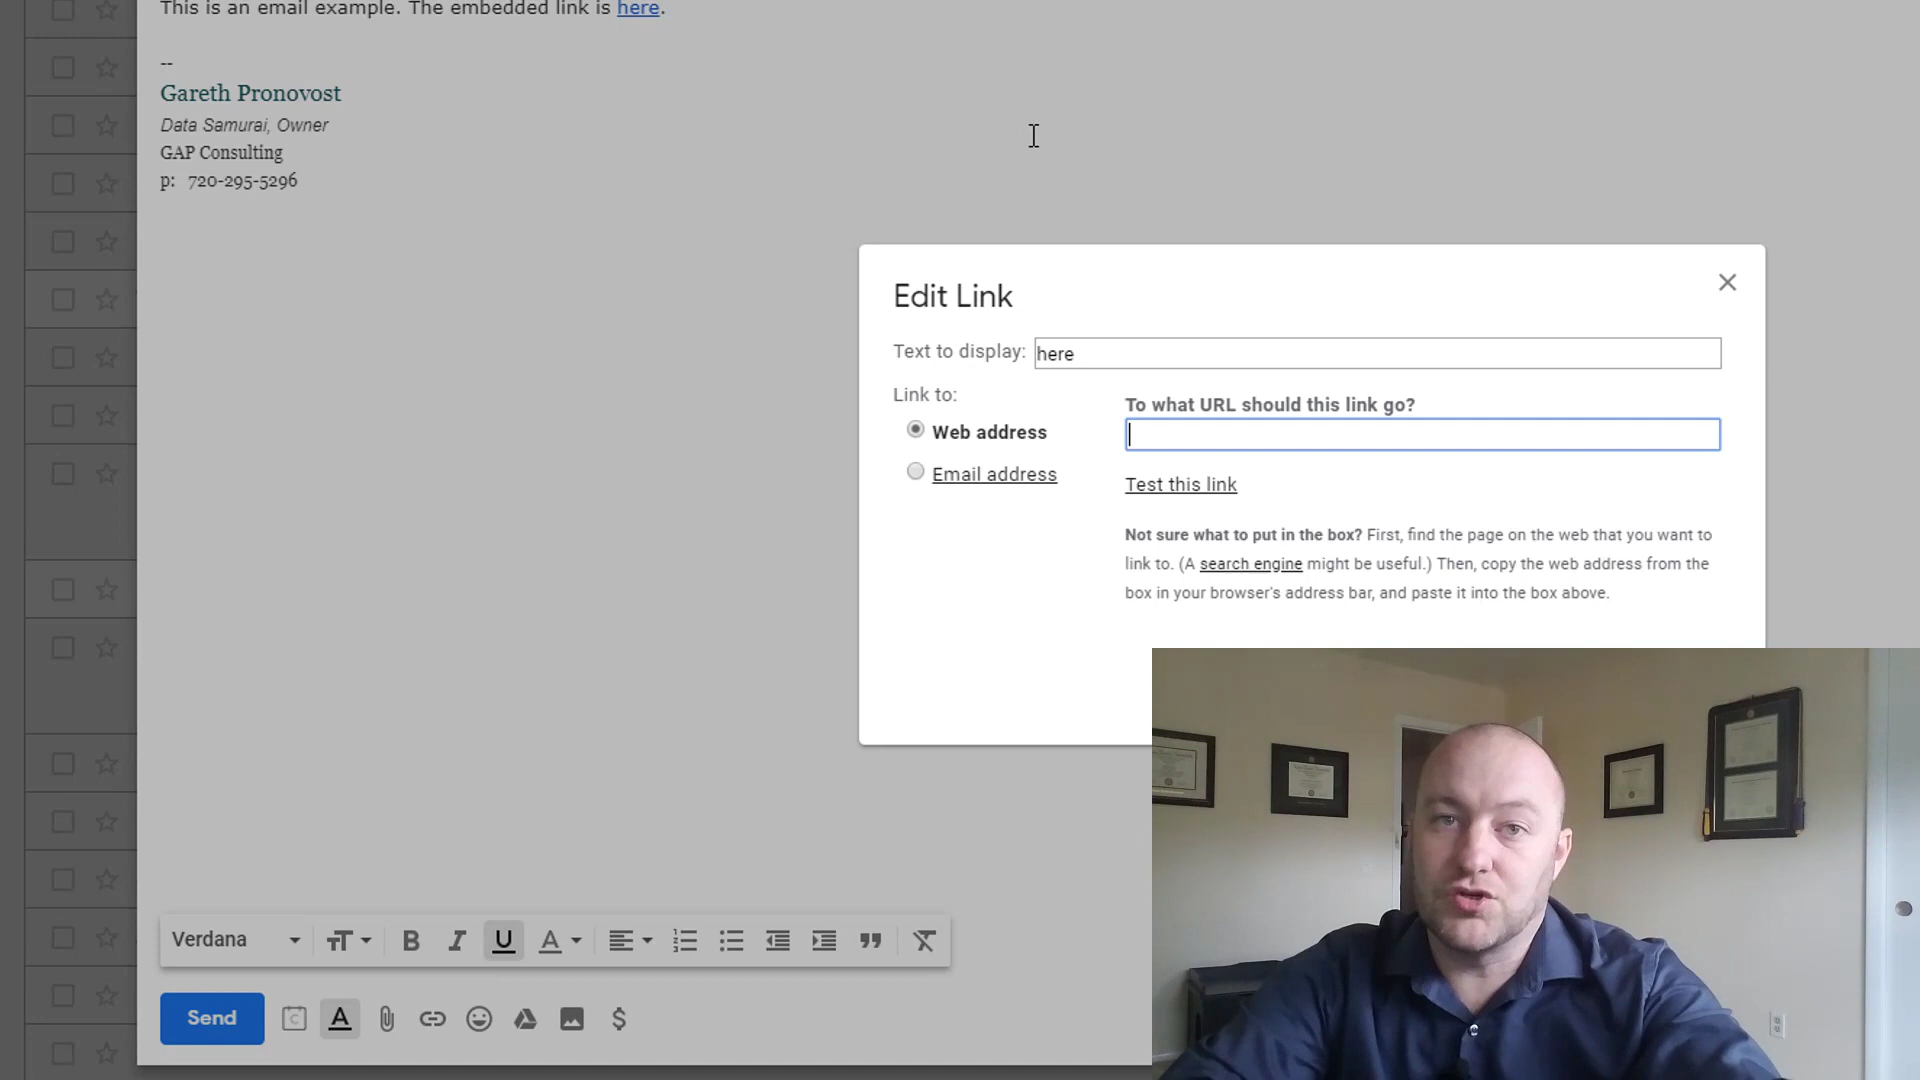 This is an email example. The embedded link is here.
--
Gareth Pronovost
Data Samurai, Owner
GAP Consulting
p: 720-295-5296
Edit Link
Text to display: here
Link to:
Web address
Email address
To what URL should this link go?
Test this link
Not sure what to put in the box? First, find the page on the web that you want to
link to. (A search engine might be useful.) Then, copy the web address from the
box in your browser's address bar, and paste it into the box above.
Verdana
Send